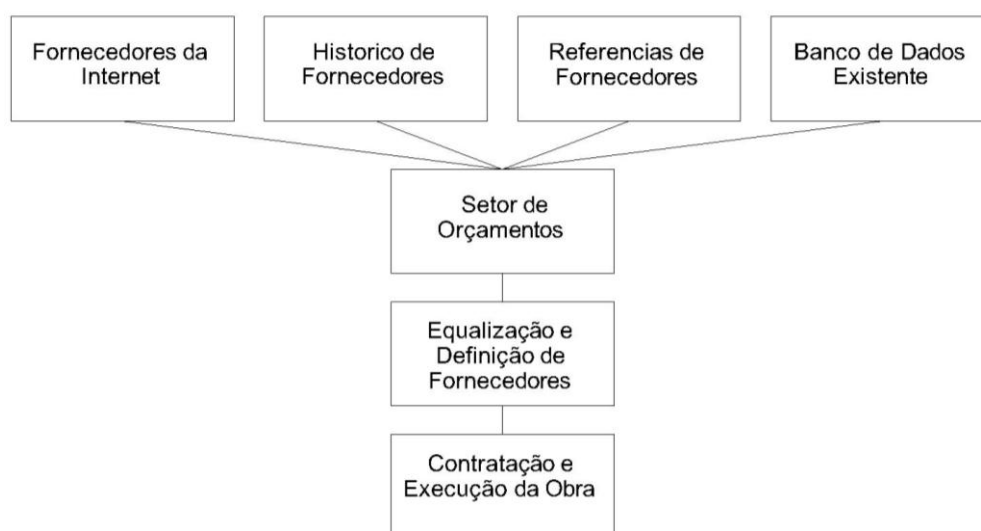 Fornecedores da
Internet
Historico de
Fornecedores
Referencias de
Fornecedores
Banco de Dados
Existente
Setor de
Orçamentos
Equalização e
Definição de
Fornecedores
Contratação e
Execução da Obra